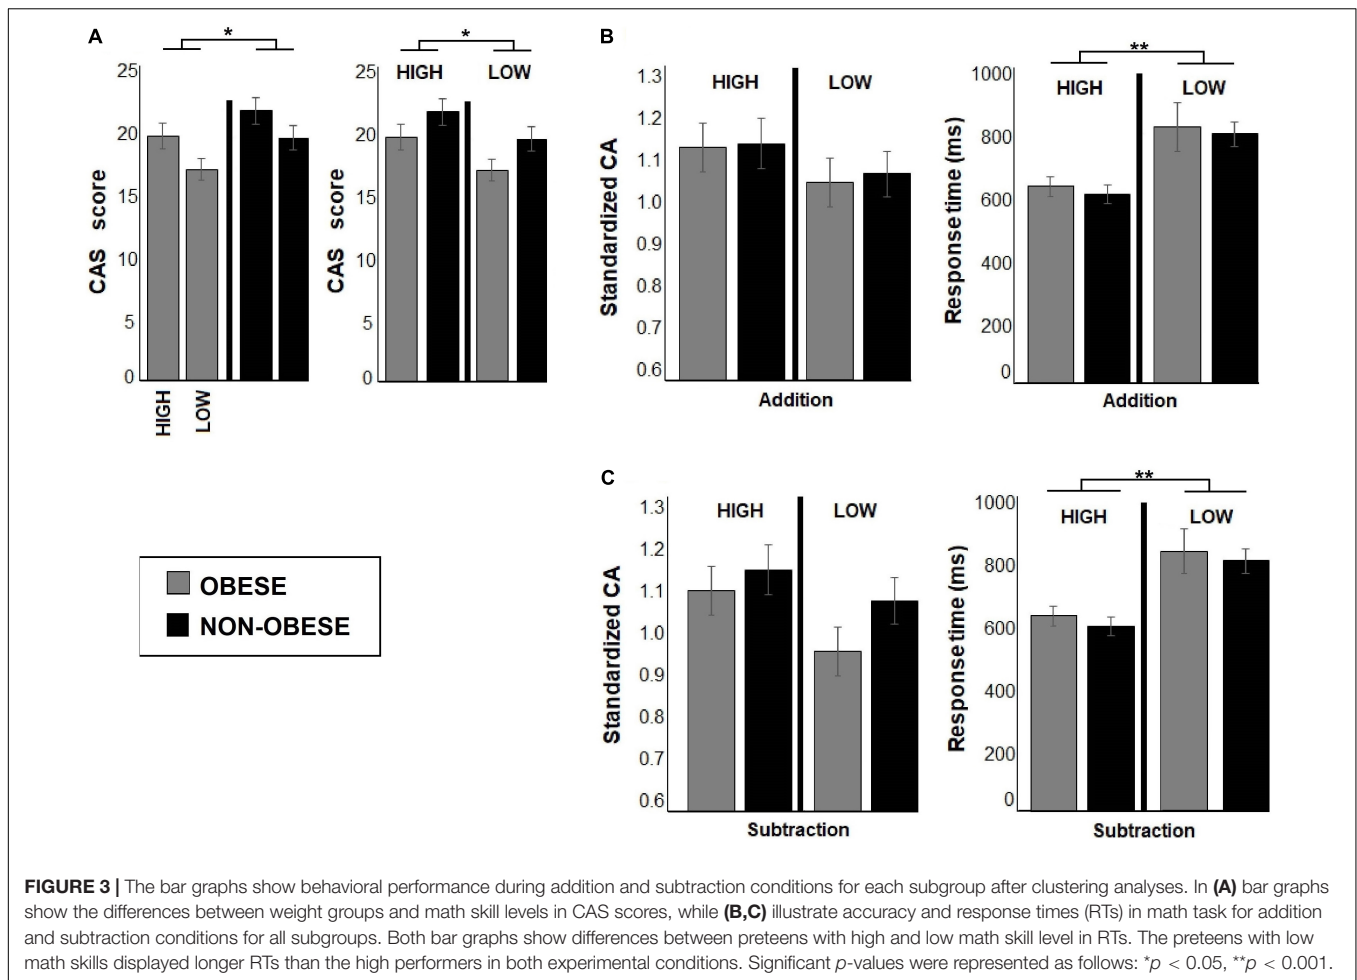 A
*
25
20
15
10
5
0
CAS score
HIGH
LOW
*
HIGH
LOW
25
20
15
10
5
0
CAS score
B
HIGH
LOW
1.3
1.2
1.1
1.0
0.9
0.8
0.7
0.6
Standardized CA
Addition
**
HIGH
LOW
1000
800
600
400
200
0
Response time (ms)
Addition
C
HIGH
LOW
1.3
1.2
1.1
1.0
0.9
0.8
0.7
0.6
Standardized CA
Subtraction
**
HIGH
LOW
1000
800
600
400
200
0
Response time (ms)
Subtraction
OBESE
NON-OBESE
FIGURE 3 | The bar graphs show behavioral performance during addition and subtraction conditions for each subgroup after clustering analyses. In (A) bar graphs
show the differences between weight groups and math skill levels in CAS scores, while (B,C) illustrate accuracy and response times (RTs) in math task for addition
and subtraction conditions for all subgroups. Both bar graphs show differences between preteens with high and low math skill level in RTs. The preteens with low
math skills displayed longer RTs than the high performers in both experimental conditions. Significant p-values were represented as follows: *p < 0.05, **p < 0.001.